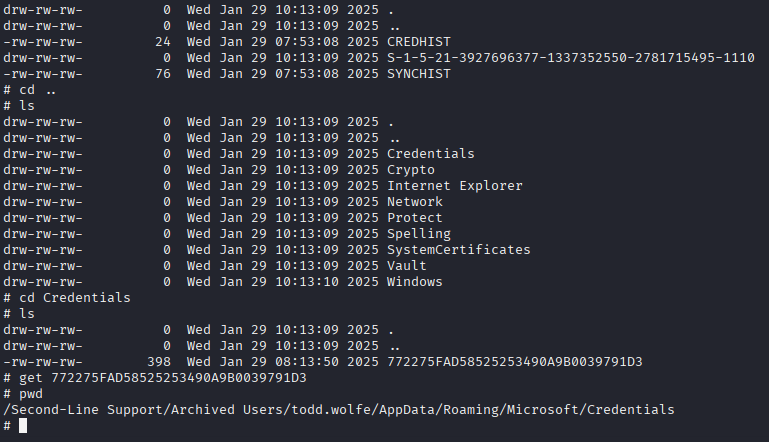 drw-rw-rw-          0  Wed Jan 29 10:13:09 2025 .
drw-rw-rw-          0  Wed Jan 29 10:13:09 2025 ..
-rw-rw-rw-         24  Wed Jan 29 07:53:08 2025 CREDHIST
drw-rw-rw-          0  Wed Jan 29 10:13:09 2025 S-1-5-21-3927696377-1337352550-2781715495-1110
-rw-rw-rw-         76  Wed Jan 29 07:53:08 2025 SYNCHIST
# cd ..
# ls
drw-rw-rw-          0  Wed Jan 29 10:13:09 2025 .
drw-rw-rw-          0  Wed Jan 29 10:13:09 2025 ..
drw-rw-rw-          0  Wed Jan 29 10:13:09 2025 Credentials
drw-rw-rw-          0  Wed Jan 29 10:13:09 2025 Crypto
drw-rw-rw-          0  Wed Jan 29 10:13:09 2025 Internet Explorer
drw-rw-rw-          0  Wed Jan 29 10:13:09 2025 Network
drw-rw-rw-          0  Wed Jan 29 10:13:09 2025 Protect
drw-rw-rw-          0  Wed Jan 29 10:13:09 2025 Spelling
drw-rw-rw-          0  Wed Jan 29 10:13:09 2025 SystemCertificates
drw-rw-rw-          0  Wed Jan 29 10:13:09 2025 Vault
drw-rw-rw-          0  Wed Jan 29 10:13:10 2025 Windows
# cd Credentials
# ls
drw-rw-rw-          0  Wed Jan 29 10:13:09 2025 .
drw-rw-rw-          0  Wed Jan 29 10:13:09 2025 ..
-rw-rw-rw-        398  Wed Jan 29 08:13:50 2025 772275FAD58525253490A9B0039791D3
# get 772275FAD58525253490A9B0039791D3
# pwd
/Second-Line Support/Archived Users/todd.wolfe/AppData/Roaming/Microsoft/Credentials
#